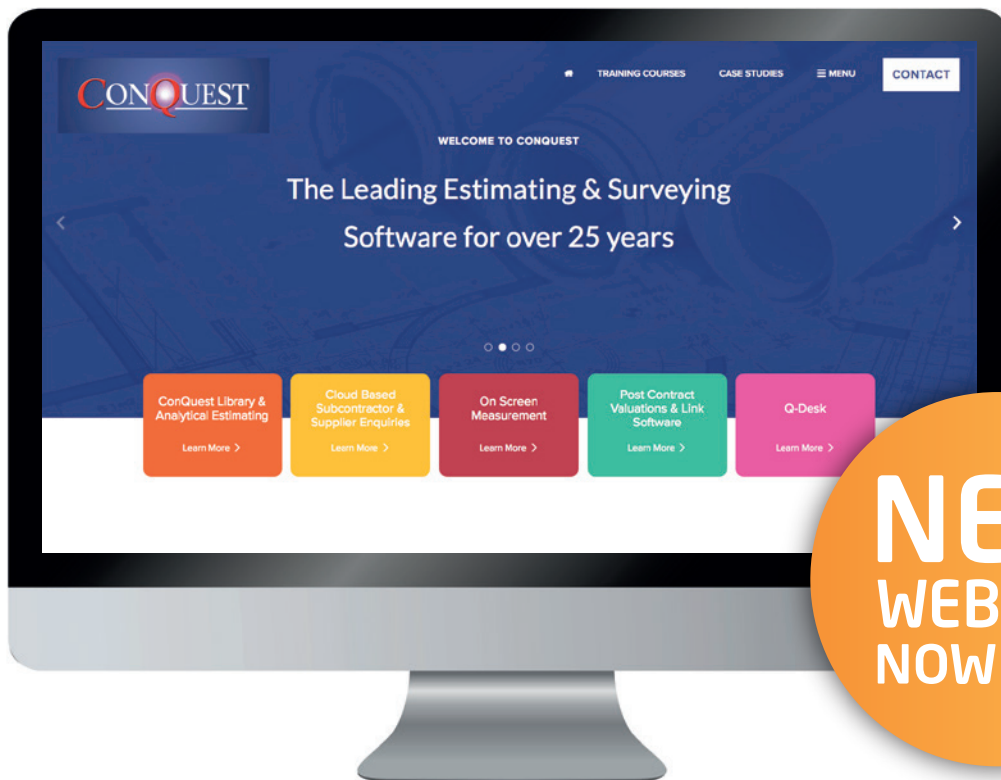 CONQUEST
TRAINING COURSES
CASE STUDIES
MENU
CONTACT
WELCOME TO CONQUEST
The Leading Estimating & Surveying
Software for over 25 years
ConQuest Library &
Analytical Estimating
Learn More >
Cloud Based
Subcontractor &
Supplier Enquiries
Learn More >
On Screen
Measurement
Learn More >
Post Contract
Valuations & Link
Software
Learn More >
Q-Desk
Learn More >
NOW